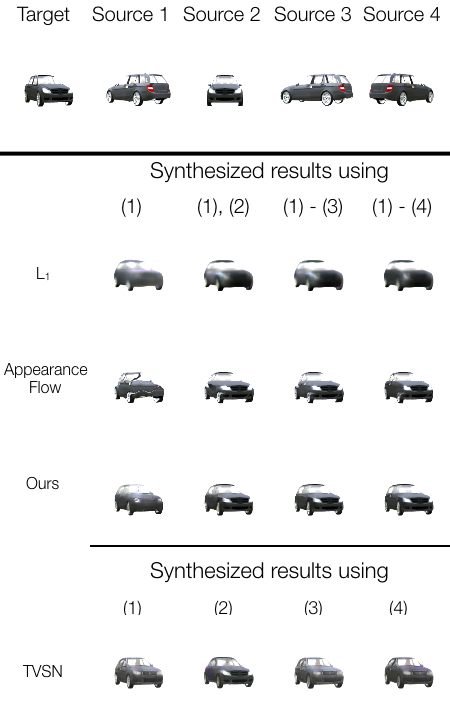 Target Source 1 Source 2 Source 3 Source 4
Synthesized results using
(1) (1), (2) (1) - (3) (1) - (4)
L₁
Appearance
Flow
Ours
Synthesized results using
(1) (2) (3) (4)
TVSN